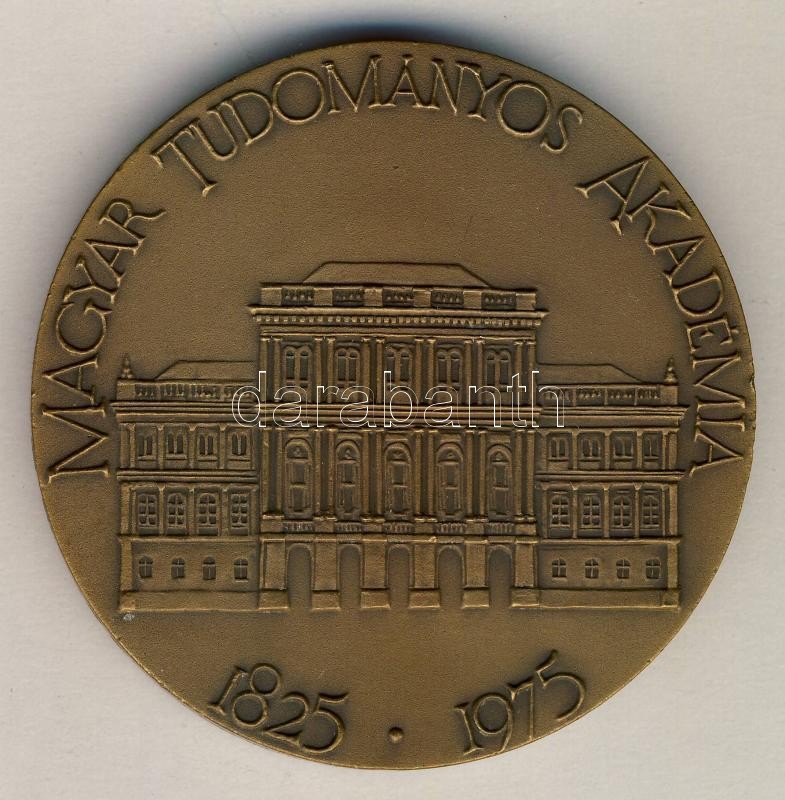 MAGYAR TUDOMÁNYOS AKADÉMIA
darabanth
1825 • 1975